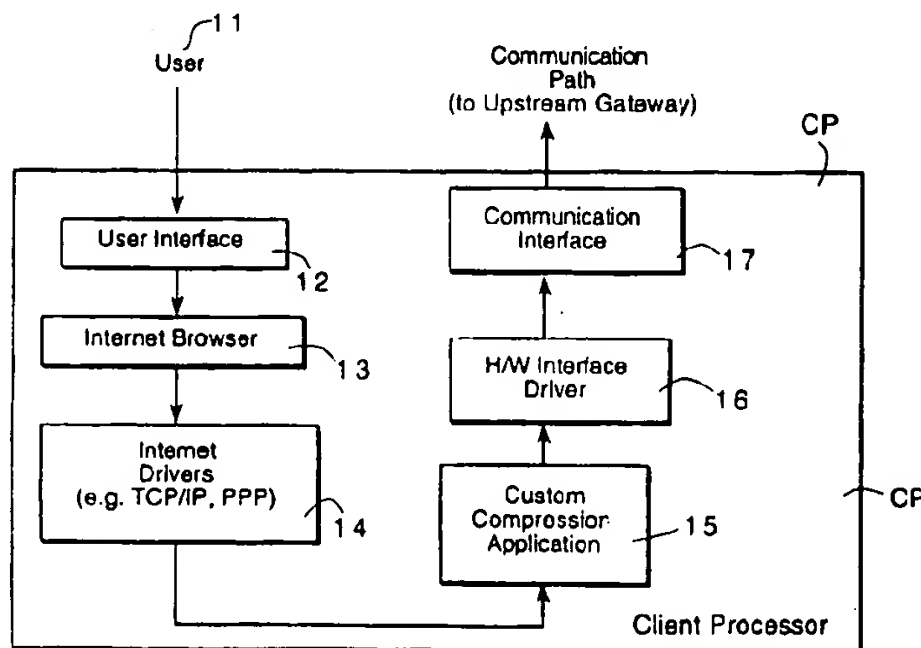 11
User
Communication
Path
(to Upstream Gateway)
CP
User Interface
12
Internet Browser
13
Internet
Drivers
(e.g. TCP/IP, PPP)
14
Communication
Interface
17
H/W Interface
Driver
16
Custom
Compression
Application
15
CP
Client Processor